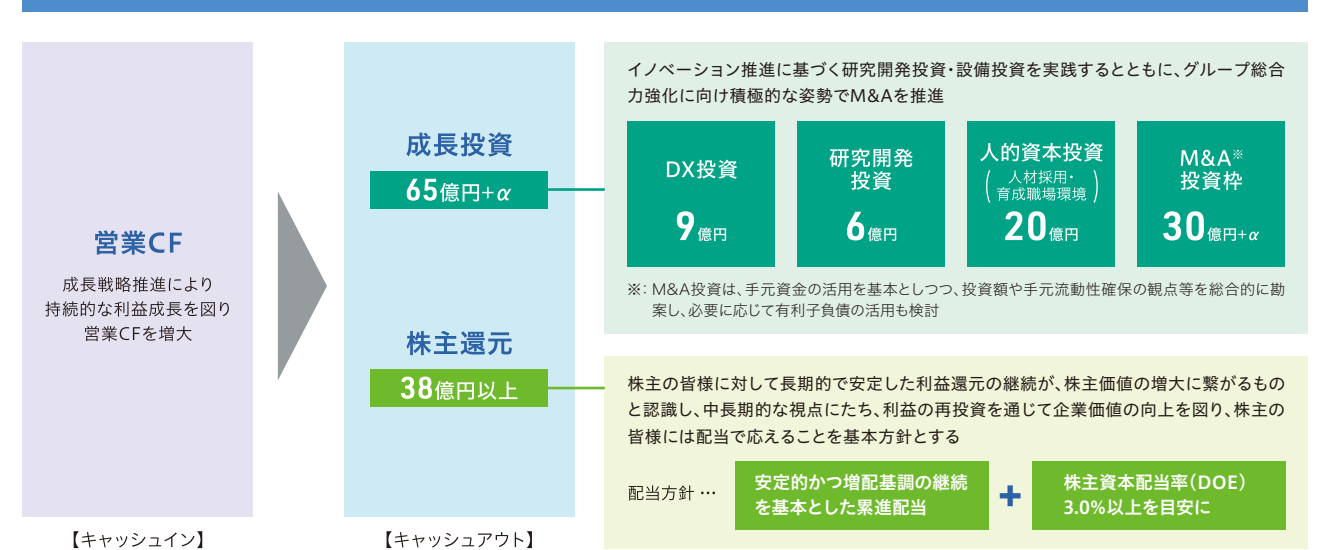 営業CF
成長戦略推進により
持続的な利益成長を図り
営業CFを増大
【キャッシュイン】
成長投資
65億円+α
株主還元
38億円以上
【キャッシュアウト】
イノベーション推進に基づく研究開発投資・設備投資を実践するとともに、グループ総合
力強化に向け積極的な姿勢でM&Aを推進
DX投資
9億円
研究開発
投資
6億円
人的資本投資
(人材採用・
育成職場環境)
20億円
M&A※
投資枠
30億円+α
※：M&A投資は、手元資金の活用を基本としつつ、投資額や手元流動性確保の観点等を総合的に勘
案し、必要に応じて有利子負債の活用も検討
株主の皆様に対して長期的で安定した利益還元の継続が、株主価値の増大に繋がるもの
と認識し、中長期的な視点にたち、利益の再投資を通じて企業価値の向上を図り、株主の
皆様には配当で応えることを基本方針とする
配当方針…
安定的かつ増配基調の継続
を基本とした累進配当
+
株主資本配当率（DOE）
3.0%以上を目安に